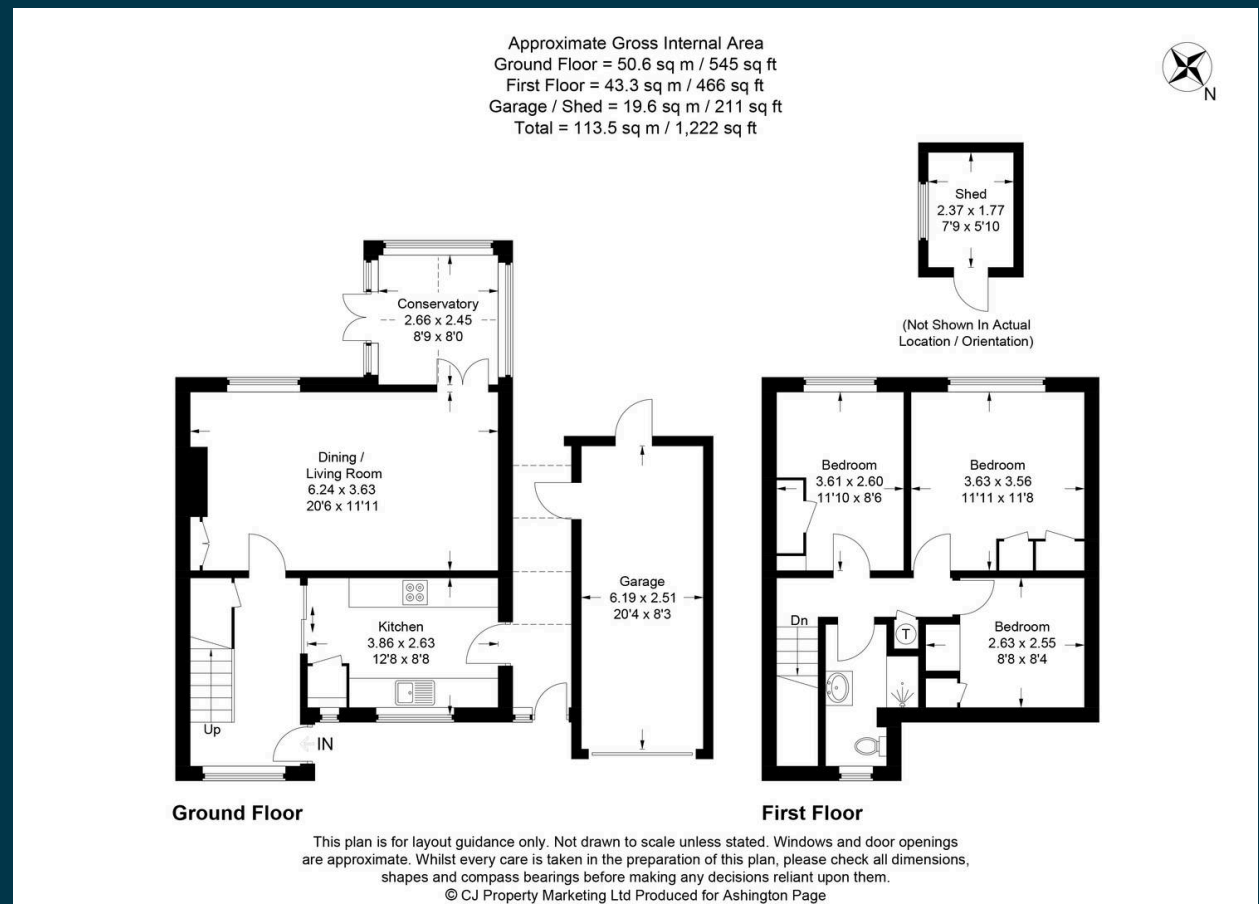 Approximate Gross Internal Area
Ground Floor = 50.6 sq m / 545 sq ft
First Floor = 43.3 sq m / 466 sq ft
Garage / Shed = 19.6 sq m / 211 sq ft
Total = 113.5 sq m / 1,222 sq ft
N
Shed
2.37 x 1.77
7'9 x 5'10
(Not Shown In Actual
Location / Orientation)
Conservatory
2.66 x 2.45
8'9 x 8'0
Dining /
Living Room
6.24 x 3.63
20'6 x 11'11
Kitchen
3.86 x 2.63
12'8 x 8'8
Up
IN
Garage
6.19 x 2.51
20'4 x 8'3
Bedroom
3.61 x 2.60
11'10 x 8'6
Bedroom
3.63 x 3.56
11'11 x 11'8
Dn
T
Bedroom
2.63 x 2.55
8'8 x 8'4
Ground Floor
First Floor
This plan is for layout guidance only. Not drawn to scale unless stated. Windows and door openings
are approximate. Whilst every care is taken in the preparation of this plan, please check all dimensions,
shapes and compass bearings before making any decisions reliant upon them.
© CJ Property Marketing Ltd Produced for Ashington Page